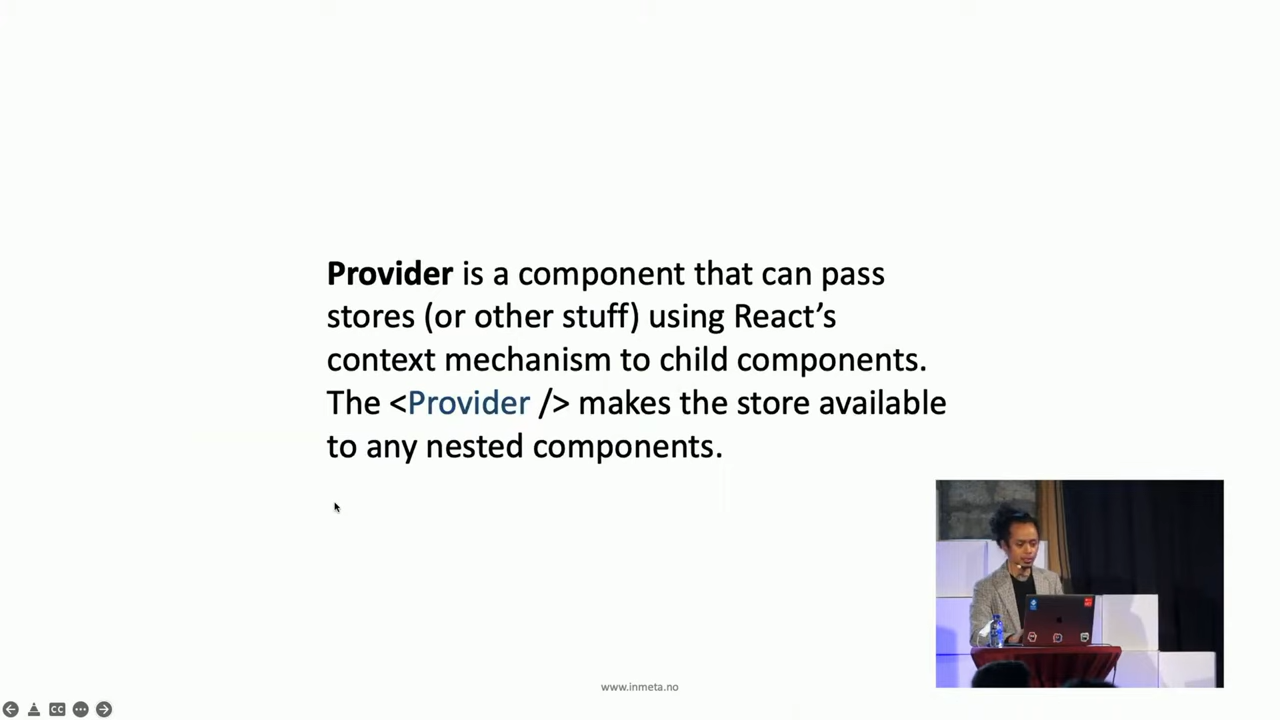 Provider is a component that can pass
stores (or other stuff) using React’s
context mechanism to child components.
The <Provider /> makes the store available
to any nested components.
www.inmeta.no
CC